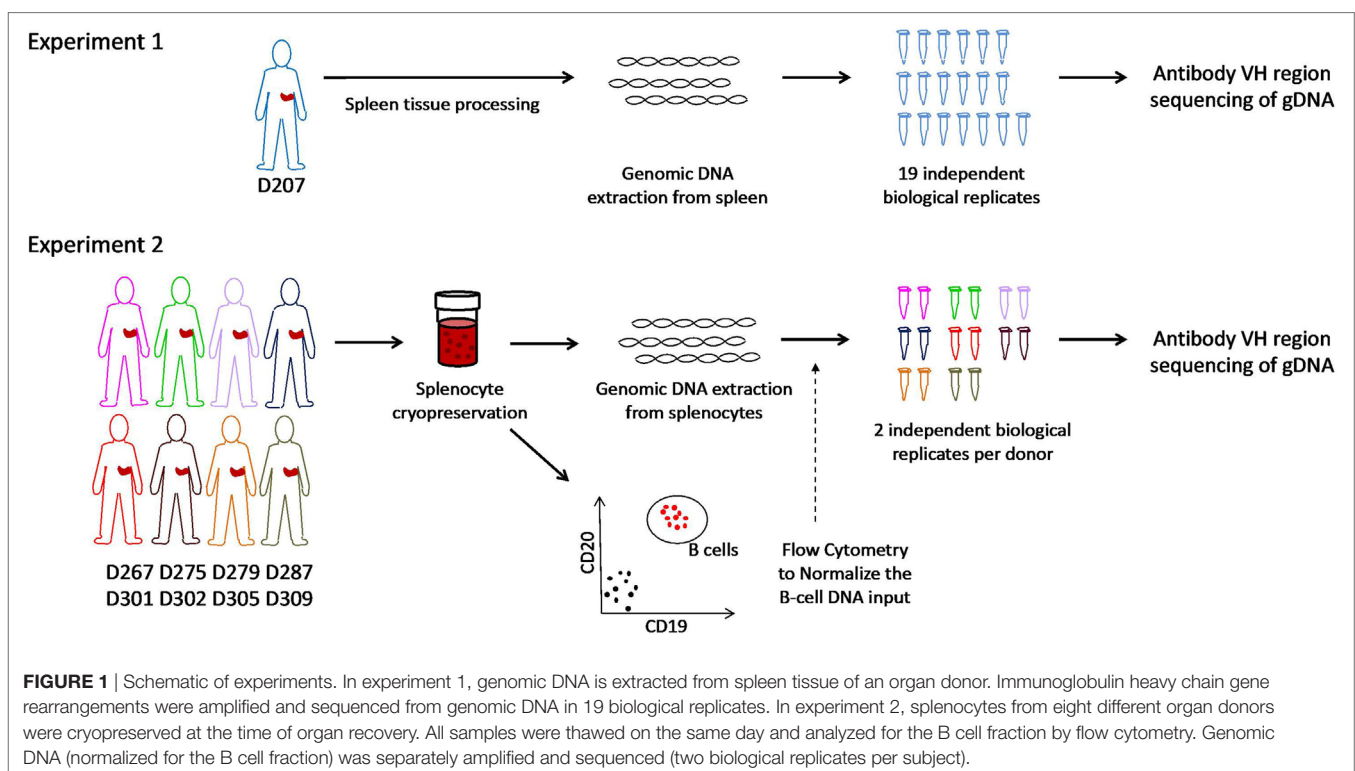 Experiment 1
D207
Spleen tissue processing
Genomic DNA
extraction from spleen
19 independent
biological replicates
Antibody VH region
sequencing of gDNA
Experiment 2
D267 D275 D279 D287
D301 D302 D305 D309
Splenocyte
cryopreservation
Genomic DNA extraction
from splenocytes
CD20
B cells
CD19
Flow Cytometry
to Normalize the
B-cell DNA input
2 independent biological
replicates per donor
Antibody VH region
sequencing of gDNA
FIGURE 1 | Schematic of experiments. In experiment 1, genomic DNA is extracted from spleen tissue of an organ donor. Immunoglobulin heavy chain gene
rearrangements were amplified and sequenced from genomic DNA in 19 biological replicates. In experiment 2, splenocytes from eight different organ donors
were cryopreserved at the time of organ recovery. All samples were thawed on the same day and analyzed for the B cell fraction by flow cytometry. Genomic
DNA (normalized for the B cell fraction) was separately amplified and sequenced (two biological replicates per subject).